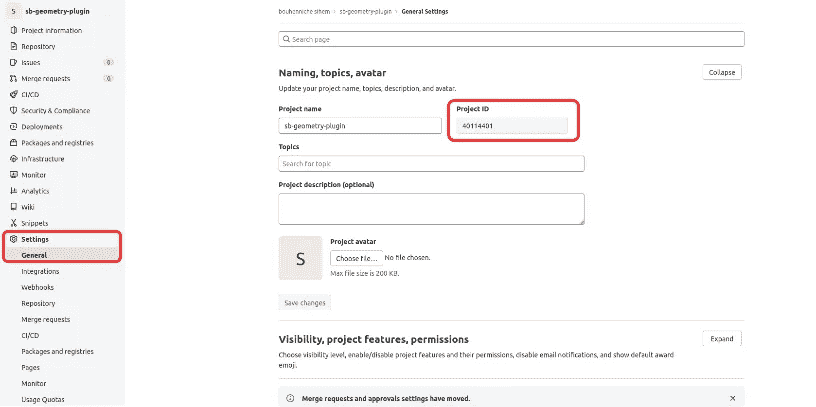 S sb-geometry-plugin
Project information
Repository
Issues 0
Merge requests 0
CI/CD
Security & Compliance
Deployments
Packages and registries
Infrastructure
Monitor
Analytics
Wiki
Snippets
Settings
General
Integrations
Webhooks
Repository
Merge requests
CI/CD
Packages and registries
Pages
Monitor
Usage Quotas
bouhenniche sihem > sb-geometry-plugin > General Settings
Search page
Naming, topics, avatar
Collapse
Update your project name, topics, description, and avatar.
Project name
Project ID
sb-geometry-plugin
40114401
Topics
Search for topic
Project description (optional)
S
Project avatar
Choose file... No file chosen.
Max file size is 200 KB.
Save changes
Visibility, project features, permissions
Expand
Choose visibility level, enable/disable project features and their permissions, disable email notifications, and show default award
emoji.
Merge requests and approvals settings have moved.